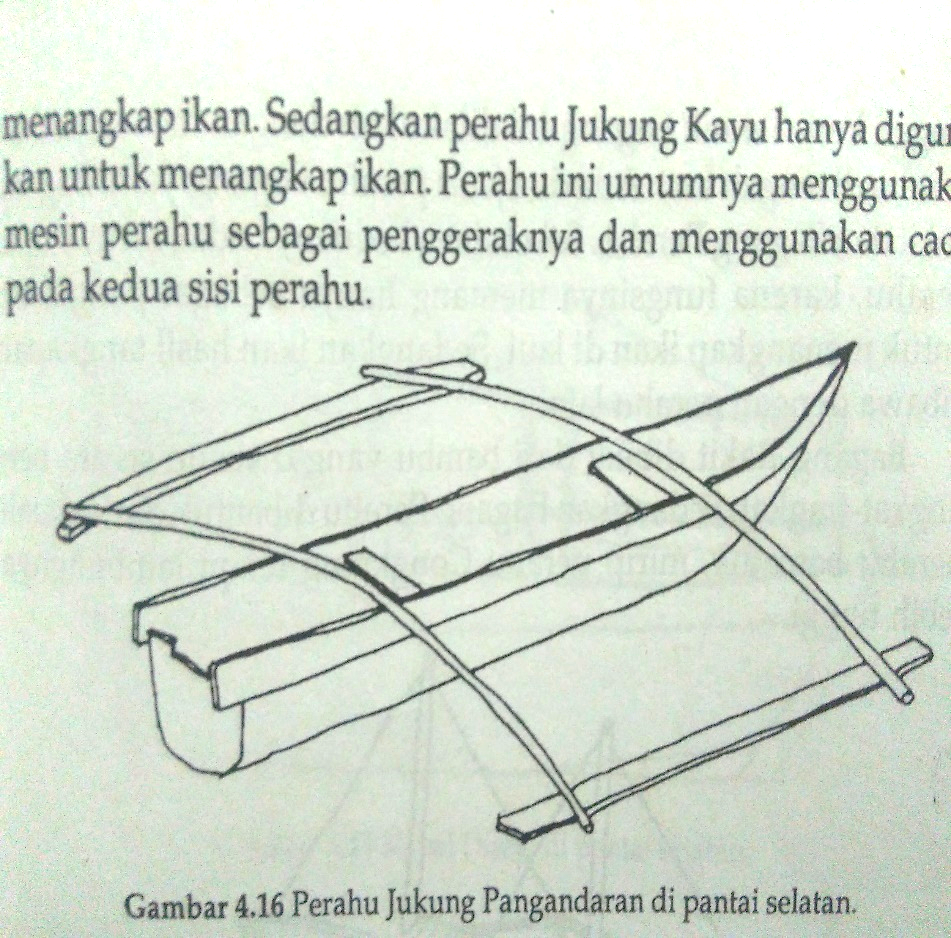 menangkap ikan. Sedangkan perahu Jukung Kayu hanya digu
kan untuk menangkap ikan. Perahu ini umumnya menggunak
mesin perahu sebagai penggeraknya dan menggunakan cad
pada kedua sisi perahu.
Gambar 4.16 Perahu Jukung Pangandaran di pantai selatan.